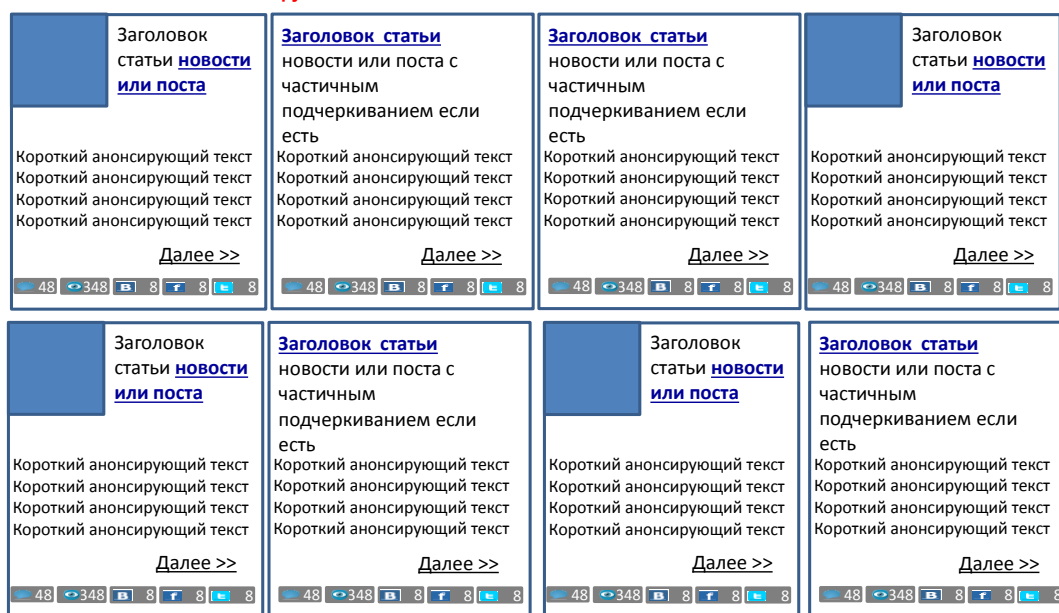 Заголовок
статьи новости
или поста
Короткий анонсирующий текст
Короткий анонсирующий текст
Короткий анонсирующий текст
Короткий анонсирующий текст
Далее >>
48 348 B 8 f 8 t 8
Заголовок статьи
новости или поста с
частичным
подчеркиванием если
есть
Короткий анонсирующий текст
Короткий анонсирующий текст
Короткий анонсирующий текст
Короткий анонсирующий текст
Далее >>
48 348 B 8 f 8 t 8
Заголовок статьи
новости или поста с
частичным
подчеркиванием если
есть
Короткий анонсирующий текст
Короткий анонсирующий текст
Короткий анонсирующий текст
Короткий анонсирующий текст
Далее >>
48 348 B 8 f 8 t 8
Заголовок
статьи новости
или поста
Короткий анонсирующий текст
Короткий анонсирующий текст
Короткий анонсирующий текст
Короткий анонсирующий текст
Далее >>
48 348 B 8 f 8 t 8
Заголовок
статьи новости
или поста
Короткий анонсирующий текст
Короткий анонсирующий текст
Короткий анонсирующий текст
Короткий анонсирующий текст
Далее >>
48 348 B 8 f 8 t 8
Заголовок статьи
новости или поста с
частичным
подчеркиванием если
есть
Короткий анонсирующий текст
Короткий анонсирующий текст
Короткий анонсирующий текст
Короткий анонсирующий текст
Далее >>
48 348 B 8 f 8 t 8
Заголовок
статьи новости
или поста
Короткий анонсирующий текст
Короткий анонсирующий текст
Короткий анонсирующий текст
Короткий анонсирующий текст
Далее >>
48 348 B 8 f 8 t 8
Заголовок статьи
новости или поста с
частичным
подчеркиванием если
есть
Короткий анонсирующий текст
Короткий анонсирующий текст
Короткий анонсирующий текст
Короткий анонсирующий текст
Далее >>
48 348 B 8 f 8 t 8